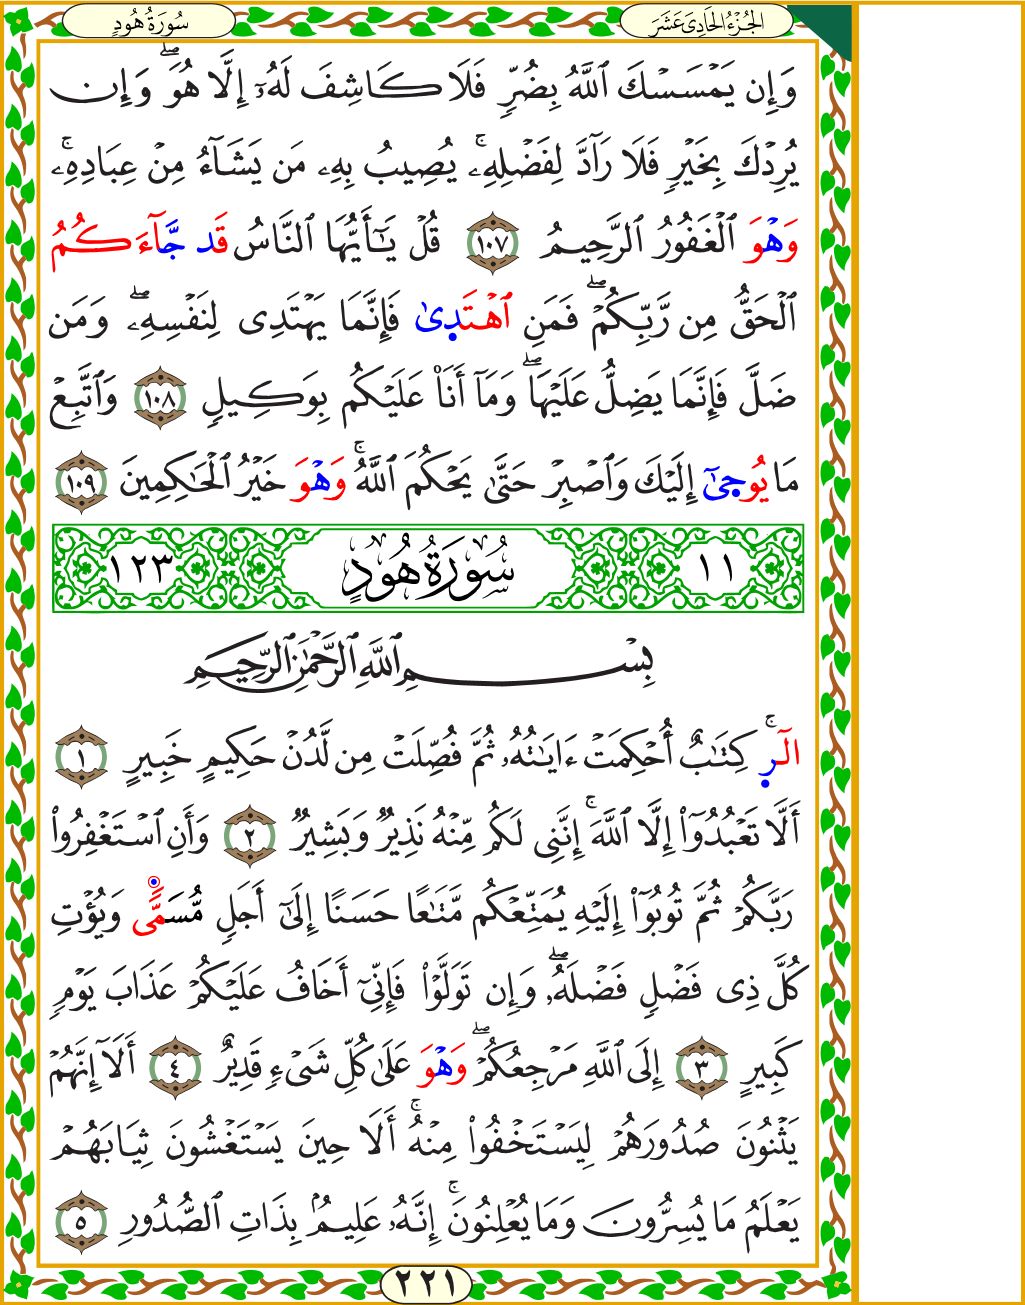 الجُزْءُ الحَادِىَ عَشَرَ
سُورَةُ هُودٍ
وَإِن يَمْسَسْكَ ٱللَّهُ بِضُرٍّ فَلَا كَاشِفَ لَهُۥٓ إِلَّا هُوَ ۖ وَإِن
يُرِدْكَ بِخَيْرٍ فَلَا رَآدَّ لِفَضْلِهِۦ ۚ يُصِيبُ بِهِۦ مَن يَشَآءُ مِنْ عِبَادِهِۦ ۚ
وَهْوَ ٱلْغَفُورُ ٱلرَّحِيمُ ١٠٧ قُلْ يَـٰٓأَيُّهَا ٱلنَّاسُ قَد جَّآءَكُمُ
ٱلْحَقُّ مِن رَّبِّكُمْ ۖ فَمَنِ ٱهْتَدِىٰ فَإِنَّمَا يَهْتَدِى لِنَفْسِهِۦ ۖ وَمَن
ضَلَّ فَإِنَّمَا يَضِلُّ عَلَيْهَا ۖ وَمَآ أَنَا۠ عَلَيْكُم بِوَكِيلٍ ١٠٨ وَٱتَّبِعْ
مَا يُوحِىٰٓ إِلَيْكَ وَٱصْبِرْ حَتَّىٰ يَحْكُمَ ٱللَّهُ ۚ وَهْوَ خَيْرُ ٱلْحَـٰكِمِينَ ١٠٩
١١ سُورَةُ هُودٍ ١٢٣
بِسْمِ ٱللَّهِ ٱلرَّحْمَـٰنِ ٱلرَّحِيمِ
الٓرۚ كِتَـٰبٌ أُحْكِمَتْ ءَايَـٰتُهُۥ ثُمَّ فُصِّلَتْ مِن لَّدُنْ حَكِيمٍ خَبِيرٍ ١
أَلَّا تَعْبُدُوٓا۟ إِلَّا ٱللَّهَ ۚ إِنَّنِى لَكُم مِّنْهُ نَذِيرٌ وَبَشِيرٌ ٢ وَأَنِ ٱسْتَغْفِرُوا۟
رَبَّكُمْ ثُمَّ تُوبُوٓا۟ إِلَيْهِ يُمَتِّعْكُم مَّتَـٰعًا حَسَنًا إِلَىٰٓ أَجَلٍ مُّسَمًّى وَيُؤْتِ
كُلَّ ذِى فَضْلٍ فَضْلَهُۥ ۖ وَإِن تَوَلَّوْا۟ فَإِنِّىٓ أَخَافُ عَلَيْكُمْ عَذَابَ يَوْمٍ
كَبِيرٍ ٣ إِلَى ٱللَّهِ مَرْجِعُكُمْ ۖ وَهْوَ عَلَىٰ كُلِّ شَىْءٍ قَدِيرٌ ٤ أَلَآ إِنَّهُمْ
يَثْنُونَ صُدُورَهُمْ لِيَسْتَخْفُوا۟ مِنْهُ ۚ أَلَا حِينَ يَسْتَغْشُونَ ثِيَابَهُمْ
يَعْلَمُ مَا يُسِرُّونَ وَمَا يُعْلِنُونَ ۚ إِنَّهُۥ عَلِيمٌۢ بِذَاتِ ٱلصُّدُورِ ٥
٢٢١